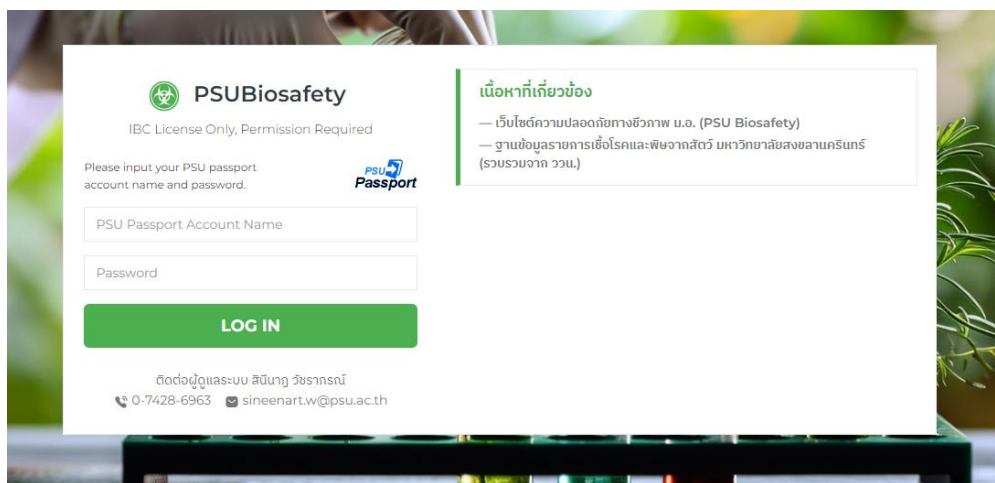 PSUBiosafety
IBC License Only, Permission Required
Please input your PSU passport
account name and password.
PSU
Passport
PSU Passport Account Name
Password
LOG IN
ติดต่อผู้ดูแลระบบ สินีนาฏ วัชราภรณ์
0-7428-6963 sineenart.w@psu.ac.th
เนื้อหาที่เกี่ยวข้อง
— เว็บไซต์ความปลอดภัยทางชีวภาพ ม.อ. (PSU Biosafety)
— ฐานข้อมูลรายการเชื้อโรคและพิษจากสัตว์ มหาวิทยาลัยสงขลานครินทร์
(รวบรวมจาก ววน.)